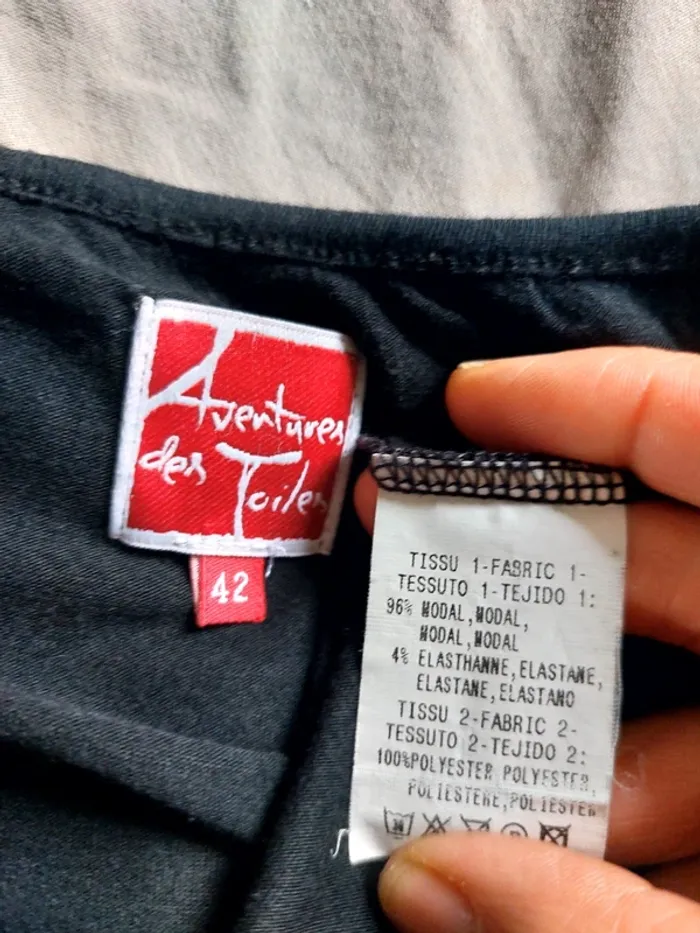 Aventures
des Toiles
42
TISSU 1-FABRIC 1-
TESSUTO 1-TEJIDO 1:
96% MODAL,MODAL,
MODAL,MODAL
4% ELASTHANNE,ELASTANE,
ELASTANE,ELASTANO
TISSU 2-FABRIC 2-
TESSUTO 2-TEJIDO 2:
100%POLYESTER POLYESTER,
POLIESTERE,POLIESTER